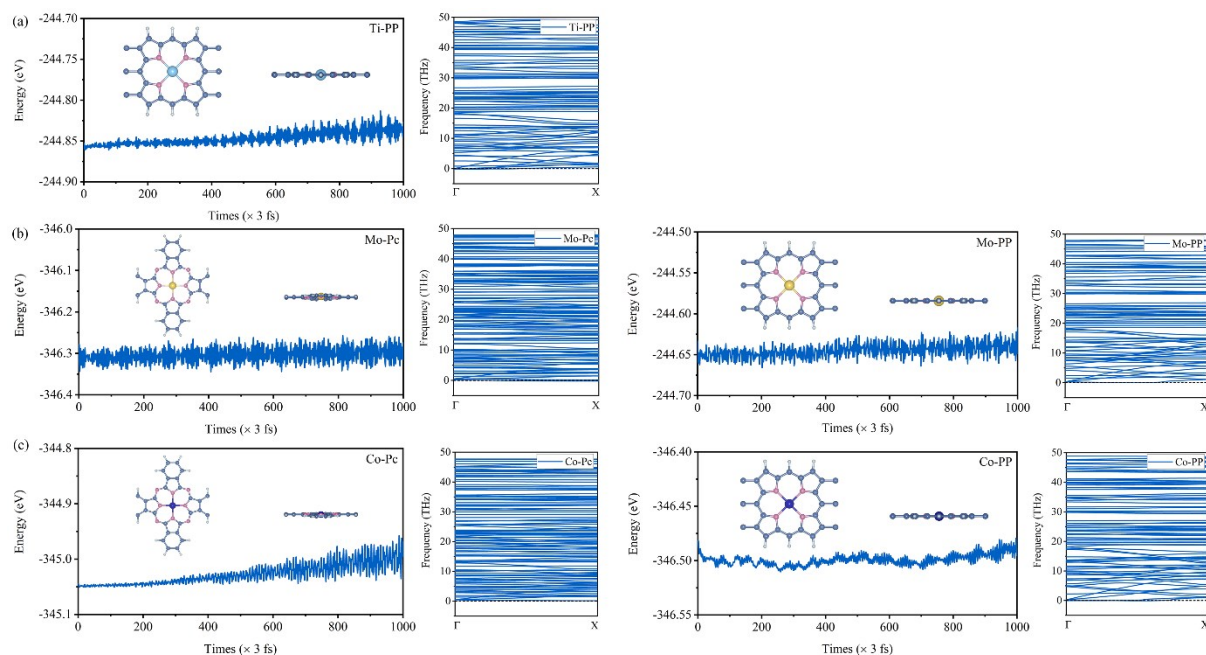 (a)
Ti-PP
Energy (eV)
-244.70
-244.75
-244.80
-244.85
-244.90
0 200 400 600 800 1000
Times (× 3 fs)
Ti-PP
Frequency (THz)
50
40
30
20
10
0
Γ X
(b)
Mo-Pc
Energy (eV)
-346.0
-346.1
-346.2
-346.3
-346.4
0 200 400 600 800 1000
Times (× 3 fs)
Mo-Pc
Frequency (THz)
50
40
30
20
10
0
Γ X
Mo-PP
Energy (eV)
-244.50
-244.55
-244.60
-244.65
-244.70
0 200 400 600 800 1000
Times (× 3 fs)
Mo-PP
Frequency (THz)
50
40
30
20
10
0
Γ X
(c)
Co-Pc
Energy (eV)
-344.8
-344.9
-345.0
-345.1
0 200 400 600 800 1000
Times (× 3 fs)
Co-Pc
Frequency (THz)
50
40
30
20
10
0
Γ X
Co-PP
Energy (eV)
-346.40
-346.45
-346.50
-346.55
0 200 400 600 800 1000
Times (× 3 fs)
Co-PP
Frequency (THz)
50
40
30
20
10
0
Γ X